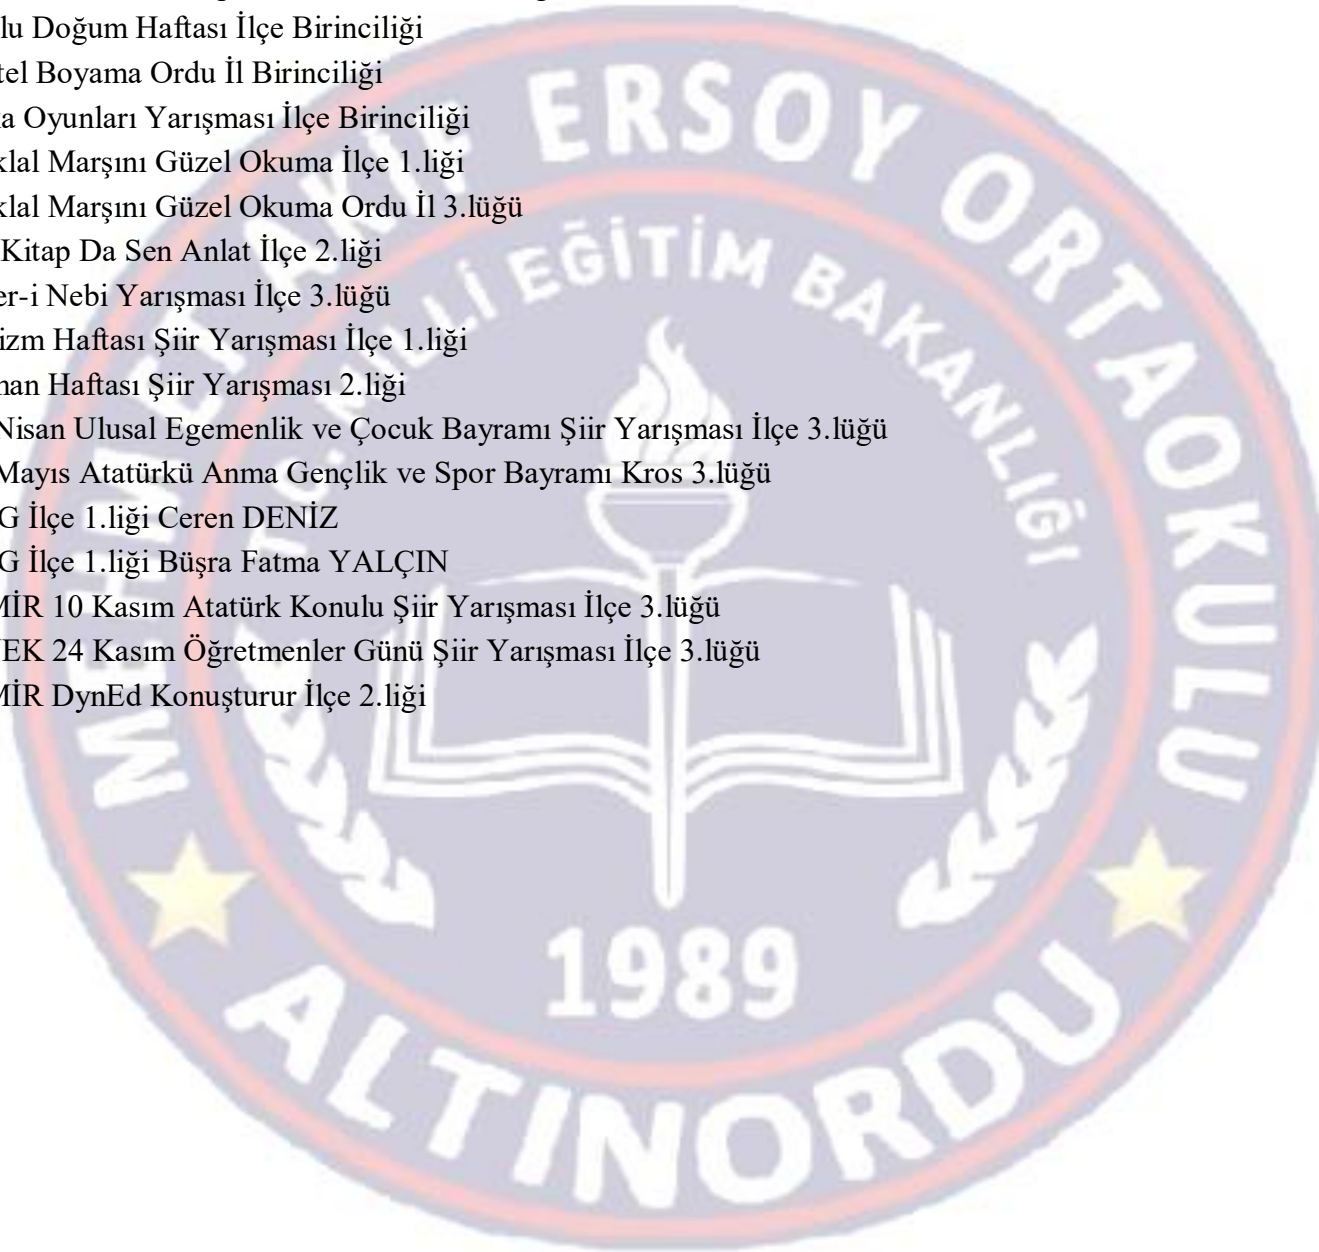 lu Doğum Haftası İlçe Birinciliği
tel Boyama Ordu İl Birinciliği
a Oyunları Yarışması İlçe Birinciliği
klal Marşını Güzel Okuma İlçe 1.liği
klal Marşını Güzel Okuma Ordu İl 3.lüğü
Kitap Da Sen Anlat İlçe 2.liği
er-i Nebi Yarışması İlçe 3.lüğü
izm Haftası Şiir Yarışması İlçe 1.liği
nan Haftası Şiir Yarışması 2.liği
Nisan Ulusal Egemenlik ve Çocuk Bayramı Şiir Yarışması İlçe 3.lüğü
Mayıs Atatürkü Anma Gençlik ve Spor Bayramı Kros 3.lüğü
G İlçe 1.liği Ceren DENİZ
G İlçe 1.liği Büşra Fatma YALÇIN
MİR 10 Kasım Atatürk Konulu Şiir Yarışması İlçe 3.lüğü
EK 24 Kasım Öğretmenler Günü Şiir Yarışması İlçe 3.lüğü
MİR DynEd Konuşturur İlçe 2.liği
MEHMET AKİF ERSOY ORTAOKULU
T.C. MİLLİ EĞİTİM BAKANLIĞI
1989
ALTINORDU